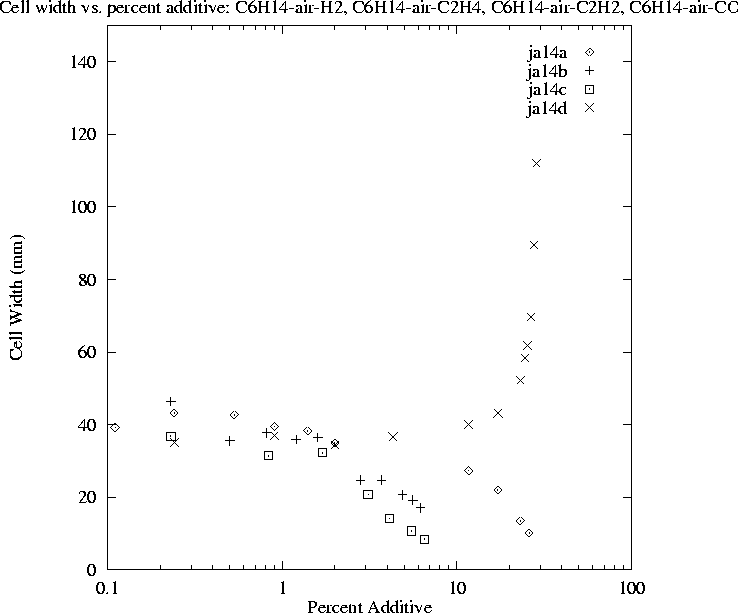 Cell width vs. percent additive: C6H14-air-H2, C6H14-air-C2H4, C6H14-air-C2H2, C6H14-air-CC
140
120
100
80
60
40
20
0
Cell Width (mm)
ja14a
ja14b
ja14c
ja14d
0.1 1 10 100
Percent Additive